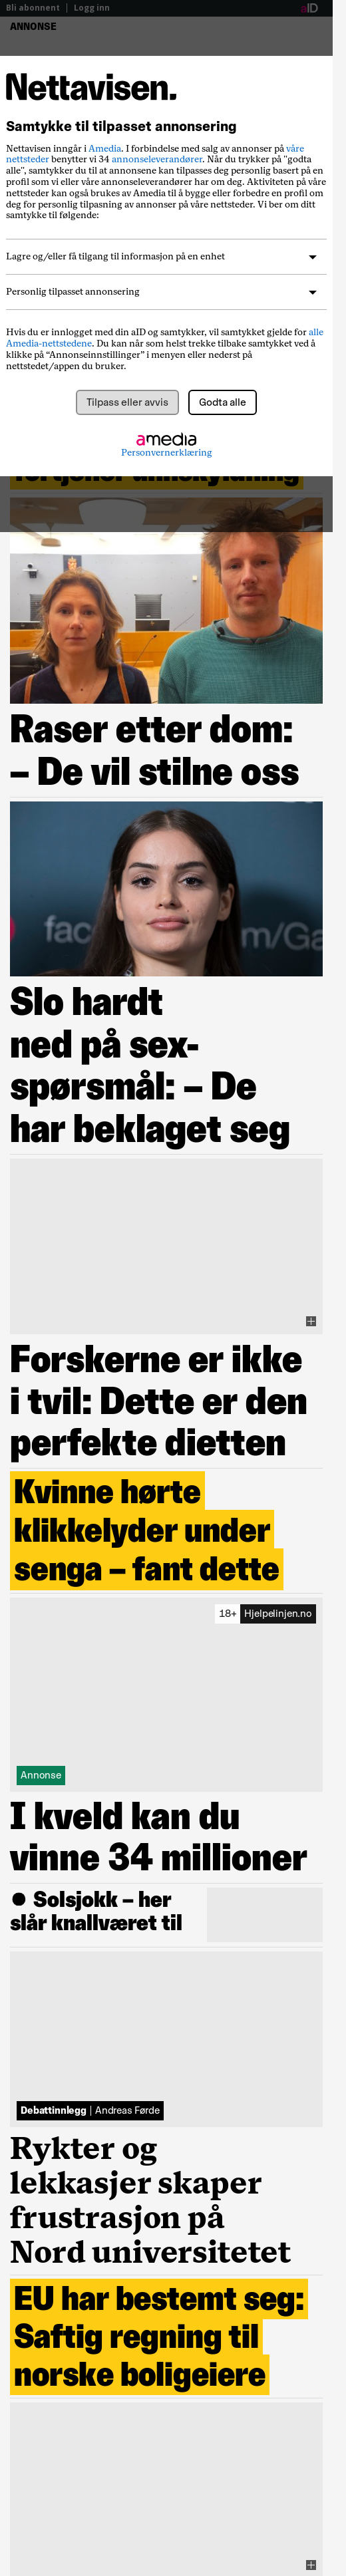 Bli abonnent | Logg inn
aID
ANNONSE
Nettavisen.
Samtykke til tilpasset annonsering
Nettavisen inngår i Amedia. I forbindelse med salg av annonser på våre
nettsteder benytter vi 34 annonseleverandører. Når du trykker på "godta
alle", samtykker du til at annonsene kan tilpasses deg personlig basert på en
profil som vi eller våre annonseleverandører har om deg. Aktiviteten på våre
nettsteder kan også brukes av Amedia til å bygge eller forbedre en profil om
deg for personlig tilpasning av annonser på våre nettsteder. Vi ber om ditt
samtykke til følgende:
Lagre og/eller få tilgang til informasjon på en enhet
Personlig tilpasset annonsering
Hvis du er innlogget med din aID og samtykker, vil samtykket gjelde for alle
Amedia-nettstedene. Du kan når som helst trekke tilbake samtykket ved å
klikke på “Annonseinnstillinger” i menyen eller nederst på
nettstedet/appen du bruker.
Tilpass eller avvis
Godta alle
amedia
Personvernerklæring
fortjener unnskyldning
Raser etter dom:
– De vil stilne oss
Slo hardt
ned på sex-
spørsmål: – De
har beklaget seg
Forskerne er ikke
i tvil: Dette er den
perfekte dietten
Kvinne hørte
klikkelyder under
senga – fant dette
18+ Hjelpelinjen.no
Annonse
I kveld kan du
vinne 34 millioner
● Solsjokk – her
slår knallværet til
Debattinnlegg | Andreas Førde
Rykter og
lekkasjer skaper
frustrasjon på
Nord universitetet
EU har bestemt seg:
Saftig regning til
norske boligeiere